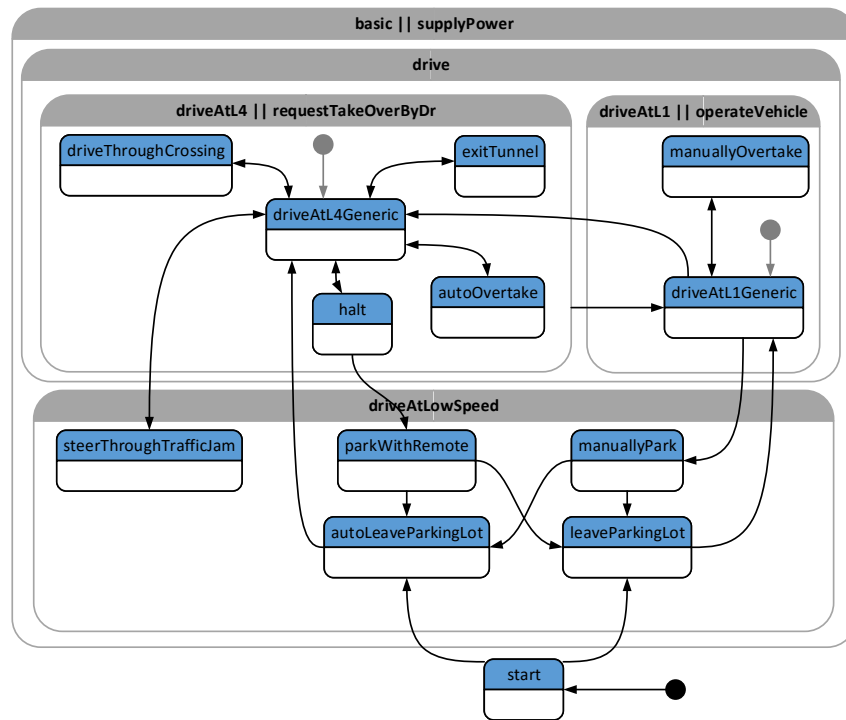 basic || supplyPower
drive
driveAtL4 || requestTakeOverByDr
driveAtL1 || operateVehicle
driveThroughCrossing
exitTunnel
manuallyOvertake
driveAtL4Generic
autoOvertake
driveAtL1Generic
halt
driveAtLowSpeed
steerThroughTrafficJam
parkWithRemote
manuallyPark
autoLeaveParkingLot
leaveParkingLot
start